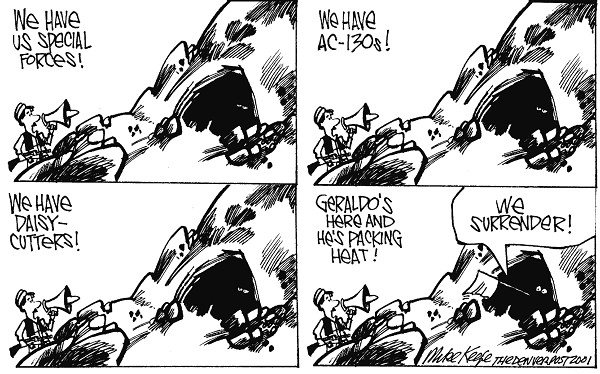 WE HAVE
US SPECIAL
FORCES!
WE HAVE
AC-130s!
WE HAVE
DAISY-
CUTTERS!
GERALDO'S
HERE AND
HE'S PACKING
HEAT!
WE
SURRENDER!
Mike Keefe THE DENVER POST 2001